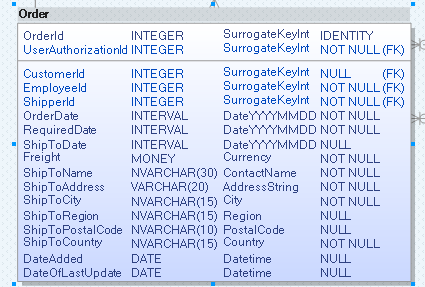 Order
OrderId INTEGER SurrogateKeyInt IDENTITY
UserAuthorizationId INTEGER SurrogateKeyInt NOT NULL (FK)
CustomerId INTEGER SurrogateKeyInt NULL (FK)
EmployeeId INTEGER SurrogateKeyInt NOT NULL (FK)
ShipperId INTEGER SurrogateKeyInt NOT NULL (FK)
OrderDate INTERVAL DateYYYYMMDD NOT NULL
RequiredDate INTERVAL DateYYYYMMDD NOT NULL
ShipToDate INTERVAL DateYYYYMMDD NULL
Freight MONEY Currency NOT NULL
ShipToName NVARCHAR(30) ContactName NOT NULL
ShipToAddress VARCHAR(20) AddressString NOT NULL
ShipToCity NVARCHAR(15) City NOT NULL
ShipToRegion NVARCHAR(15) Region NULL
ShipToPostalCode NVARCHAR(10) PostalCode NULL
ShipToCountry NVARCHAR(15) Country NOT NULL
DateAdded DATE Datetime NULL
DateOfLastUpdate DATE Datetime NULL